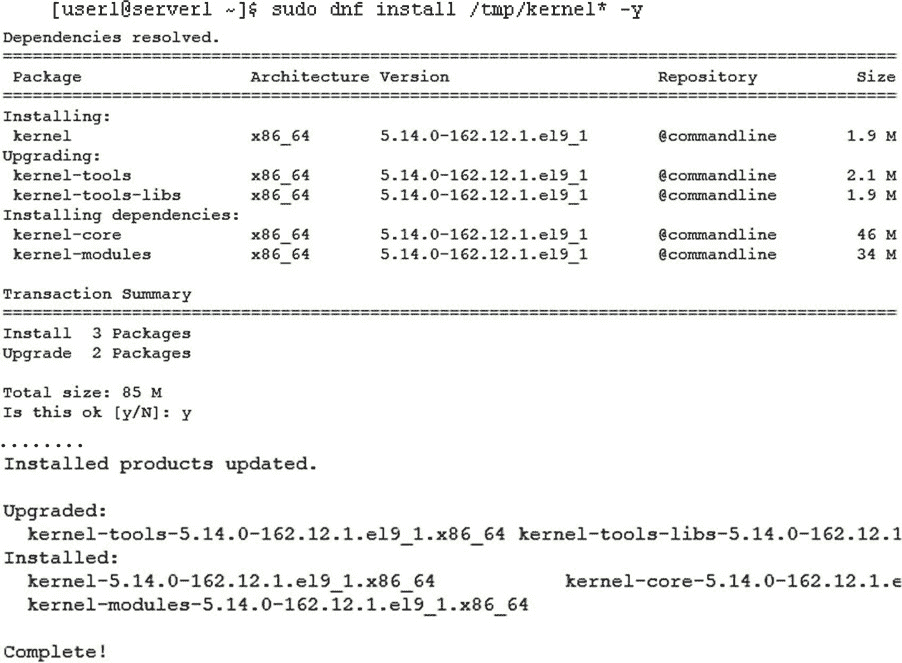 [user1@server1 ~]$ sudo dnf install /tmp/kernel* -y
Dependencies resolved.
================================================================================
Package Architecture Version Repository Size
================================================================================
Installing:
kernel x86_64 5.14.0-162.12.1.el9_1 @commandline 1.9 M
Upgrading:
kernel-tools x86_64 5.14.0-162.12.1.el9_1 @commandline 2.1 M
kernel-tools-libs x86_64 5.14.0-162.12.1.el9_1 @commandline 1.9 M
Installing dependencies:
kernel-core x86_64 5.14.0-162.12.1.el9_1 @commandline 46 M
kernel-modules x86_64 5.14.0-162.12.1.el9_1 @commandline 34 M
Transaction Summary
================================================================================
Install 3 Packages
Upgrade 2 Packages
Total size: 85 M
Is this ok [y/N]: y
........
Installed products updated.
Upgraded:
kernel-tools-5.14.0-162.12.1.el9_1.x86_64 kernel-tools-libs-5.14.0-162.12.1
Installed:
kernel-5.14.0-162.12.1.el9_1.x86_64 kernel-core-5.14.0-162.12.1.e
kernel-modules-5.14.0-162.12.1.el9_1.x86_64
Complete!